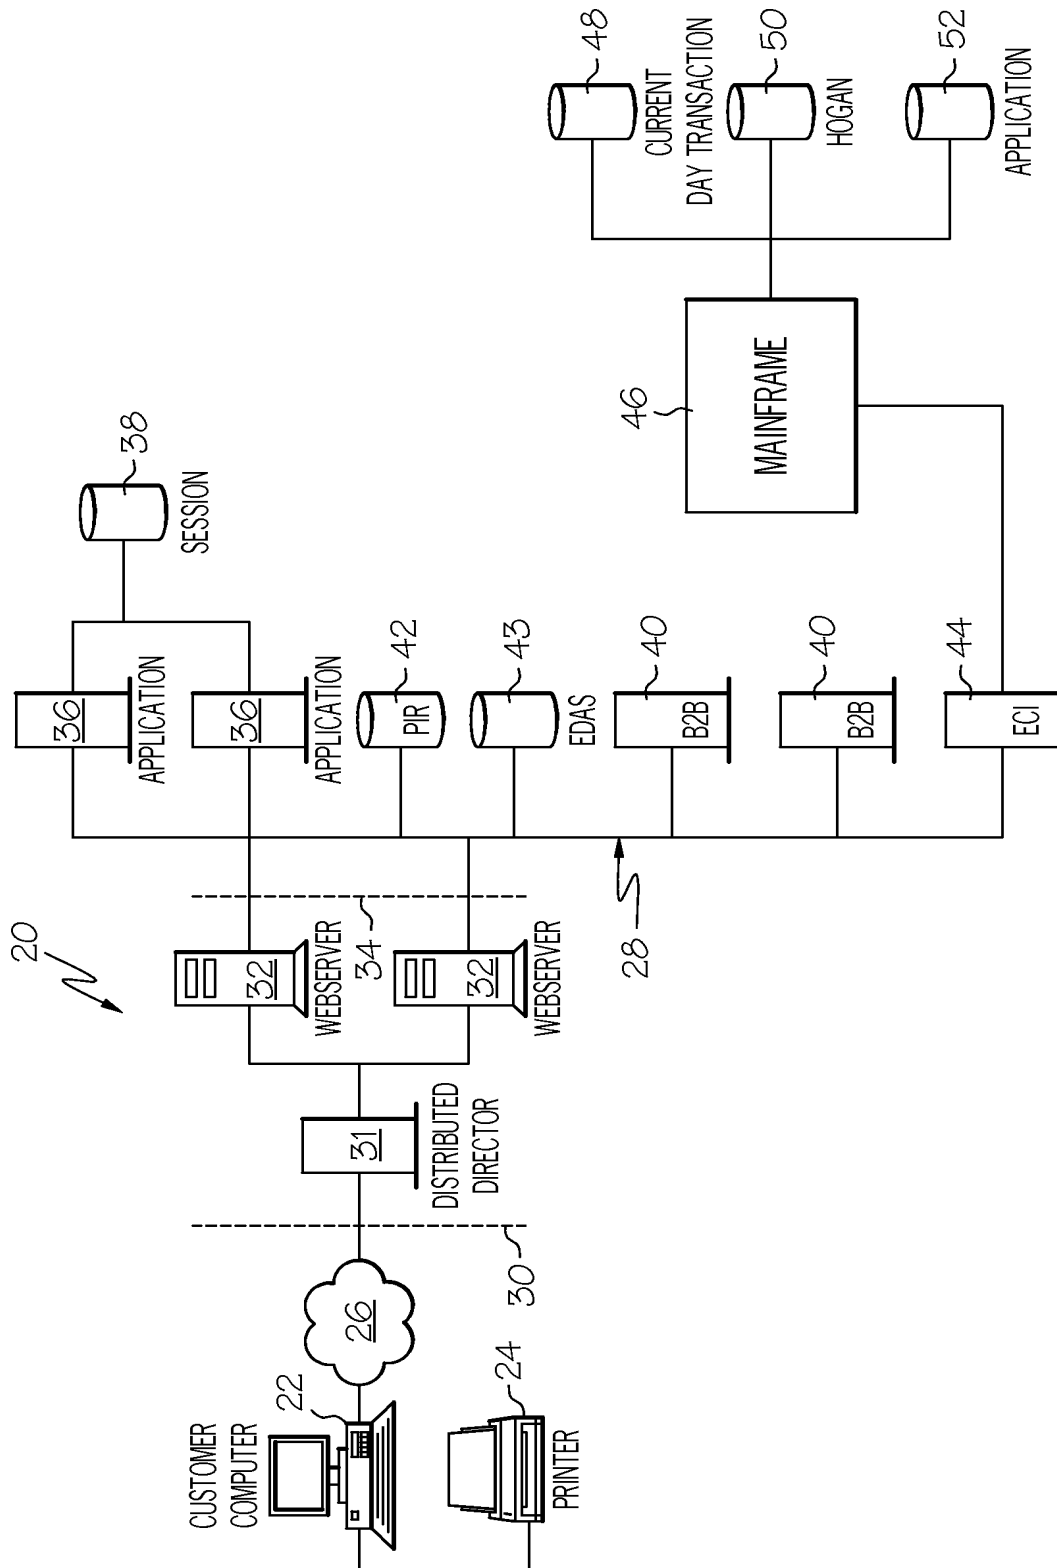 20
CUSTOMER
COMPUTER
22
26
30
24
PRINTER
31
DISTRIBUTED
DIRECTOR
32
WEBSERVER
34
32
WEBSERVER
28
36
APPLICATION
36
APPLICATION
38
SESSION
PIR
42
43
EDAS
B2B
40
B2B
40
ECI
44
46
MAINFRAME
48
CURRENT
DAY TRANSACTION
50
HOGAN
52
APPLICATION